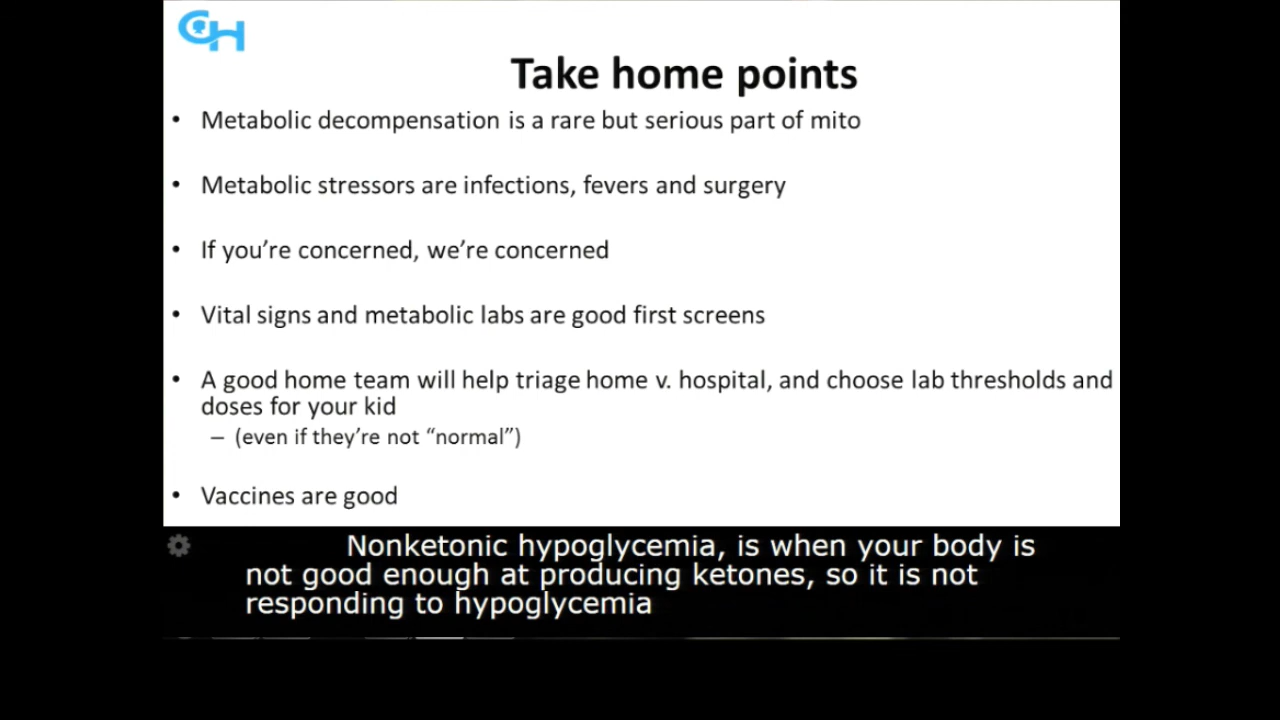 CH
Take home points
• Metabolic decompensation is a rare but serious part of mito
• Metabolic stressors are infections, fevers and surgery
• If you’re concerned, we’re concerned
• Vital signs and metabolic labs are good first screens
• A good home team will help triage home v. hospital, and choose lab thresholds and
doses for your kid
– (even if they’re not “normal”)
• Vaccines are good
Nonketonic hypoglycemia, is when your body is
not good enough at producing ketones, so it is not
responding to hypoglycemia